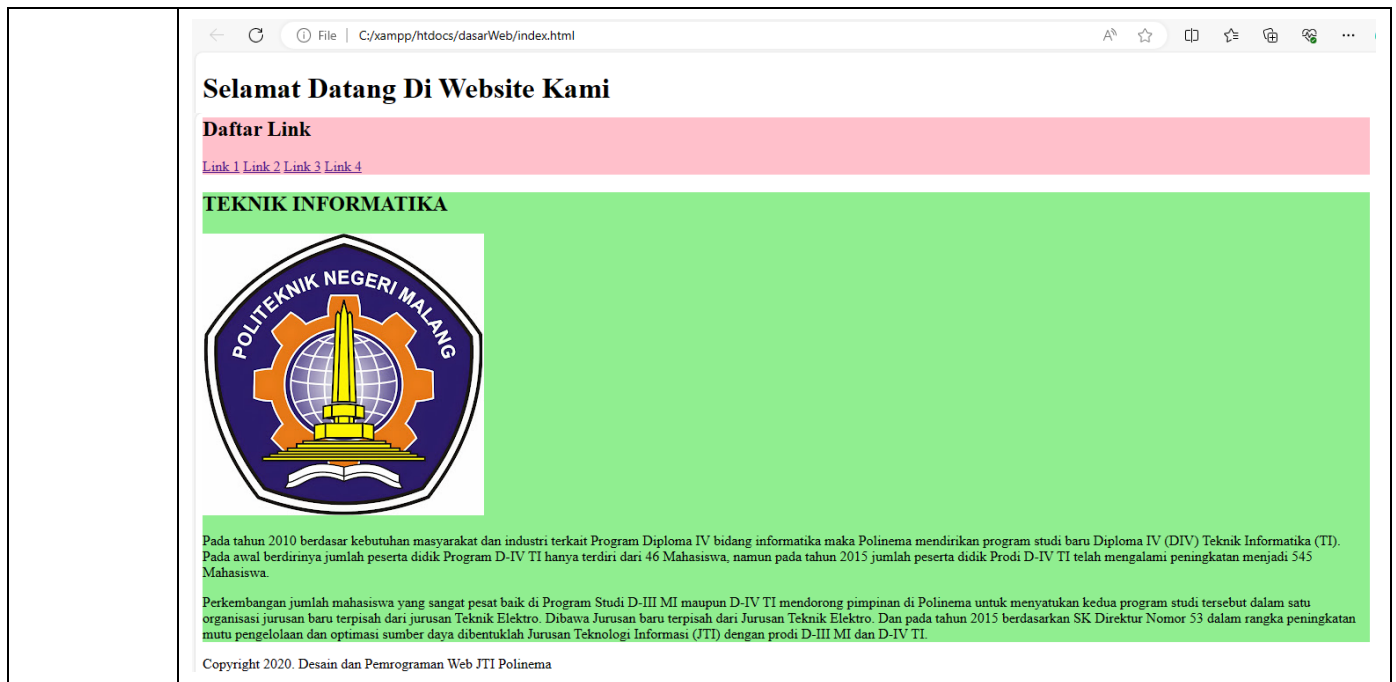 File | C:/xampp/htdocs/dasarWeb/index.html
Selamat Datang Di Website Kami
Daftar Link
Link 1 Link 2 Link 3 Link 4
TEKNIK INFORMATIKA
POLITEKNIK NEGERI MALANG
Pada tahun 2010 berdasar kebutuhan masyarakat dan industri terkait Program Diploma IV bidang informatika maka Polinema mendirikan program studi baru Diploma IV (DIV) Teknik Informatika (TI).
Pada awal berdirinya jumlah peserta didik Program D-IV TI hanya terdiri dari 46 Mahasiswa, namun pada tahun 2015 jumlah peserta didik Prodi D-IV TI telah mengalami peningkatan menjadi 545
Mahasiswa.
Perkembangan jumlah mahasiswa yang sangat pesat baik di Program Studi D-III MI maupun D-IV TI mendorong pimpinan di Polinema untuk menyatukan kedua program studi tersebut dalam satu
organisasi jurusan baru terpisah dari jurusan Teknik Elektro. Dibawa Jurusan baru terpisah dari Jurusan Teknik Elektro. Dan pada tahun 2015 berdasarkan SK Direktur Nomor 53 dalam rangka peningkatan
mutu pengelolaan dan optimasi sumber daya dibentuklah Jurusan Teknologi Informasi (JTI) dengan prodi D-III MI dan D-IV TI.
Copyright 2020. Desain dan Pemrograman Web JTI Polinema